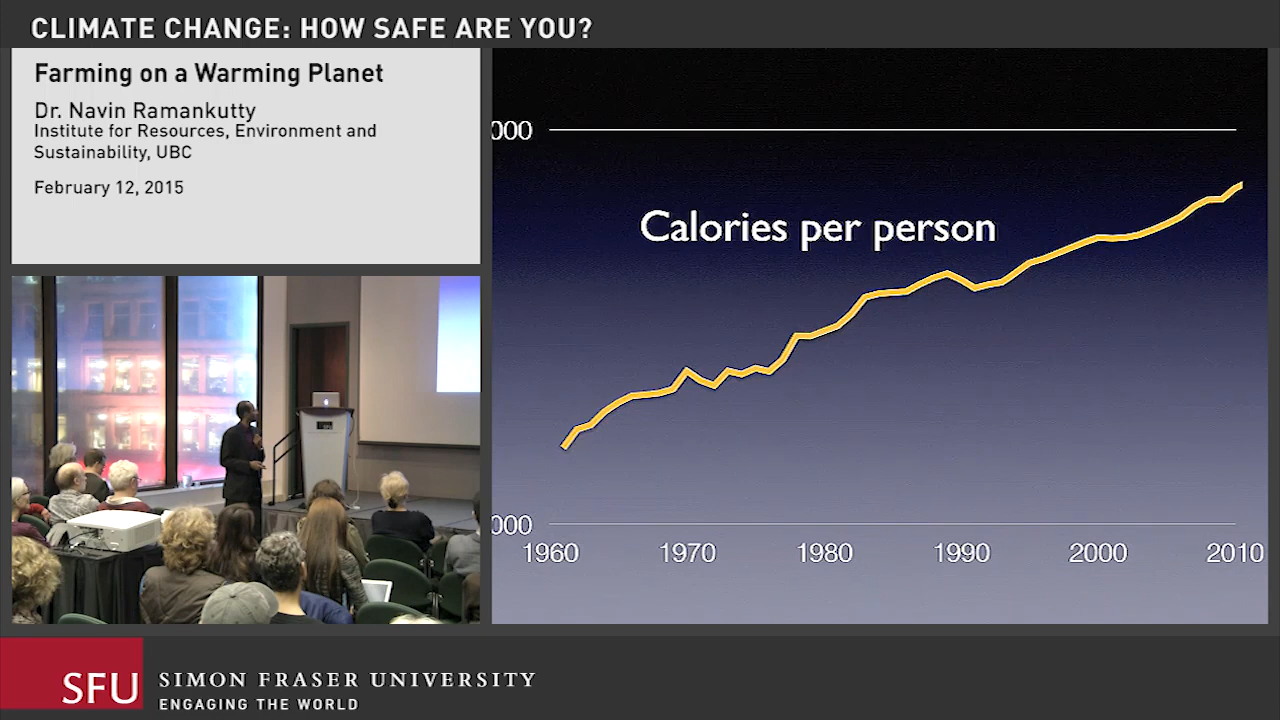 CLIMATE CHANGE: HOW SAFE ARE YOU?
Farming on a Warming Planet
Dr. Navin Ramankutty
Institute for Resources, Environment and
Sustainability, UBC
February 12, 2015
000
Calories per person
000
1960 1970 1980 1990 2000 2010
SFU
SIMON FRASER UNIVERSITY
ENGAGING THE WORLD